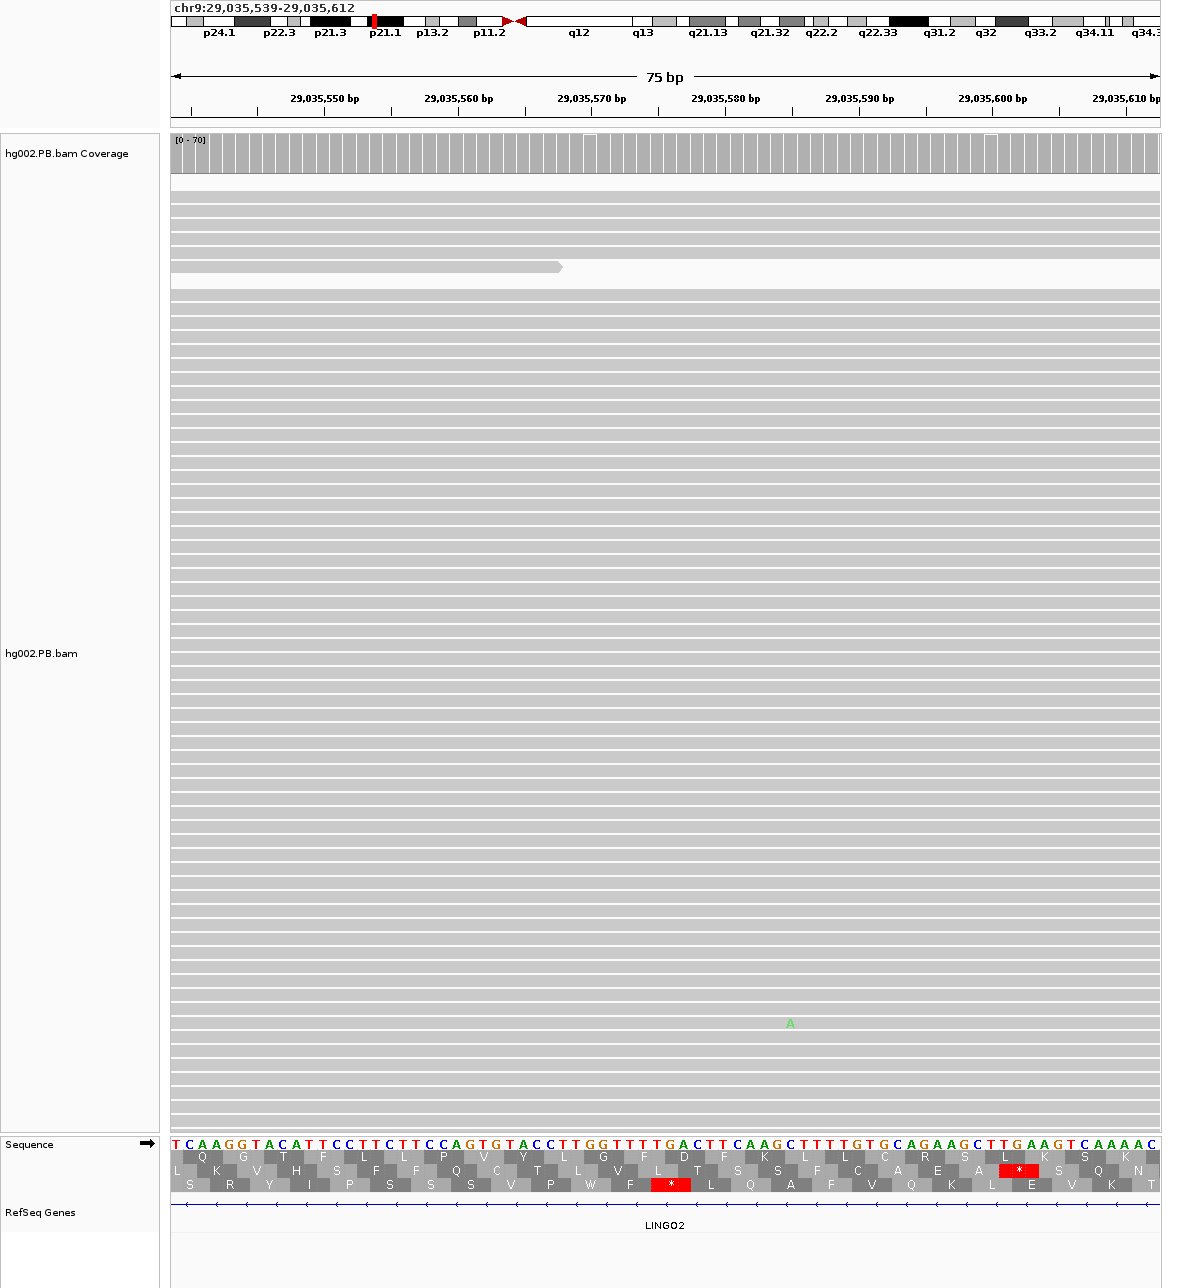 chr9:29,035,539-29,035,612
p24.1 p22.3 p21.3 p21.1 p13.2 p11.2 q12 q13 q21.13 q21.32 q22.2 q22.33 q31.2 q32 q33.2 q34.11 q34.3
75 bp
29,035,550 bp 29,035,560 bp 29,035,570 bp 29,035,580 bp 29,035,590 bp 29,035,600 bp 29,035,610 bp
[0 - 70]
hg002.PB.bam Coverage
hg002.PB.bam
A
Sequence T C A A G G T A C A T T C C T T C T T C C A G T G T A C C T T G G T T T T G A C T T C A A G C T T T T G T G C A G A A G C T T G A A G T C A A A A C
Q G T F L L P V Y L G F D F K L L C R S L K S K
L K V H S F F Q C T L V L T S S F C A E A * S Q N
S R Y I P S S S V P W F * L Q A F V Q K L E V K T
RefSeq Genes
LINGO2